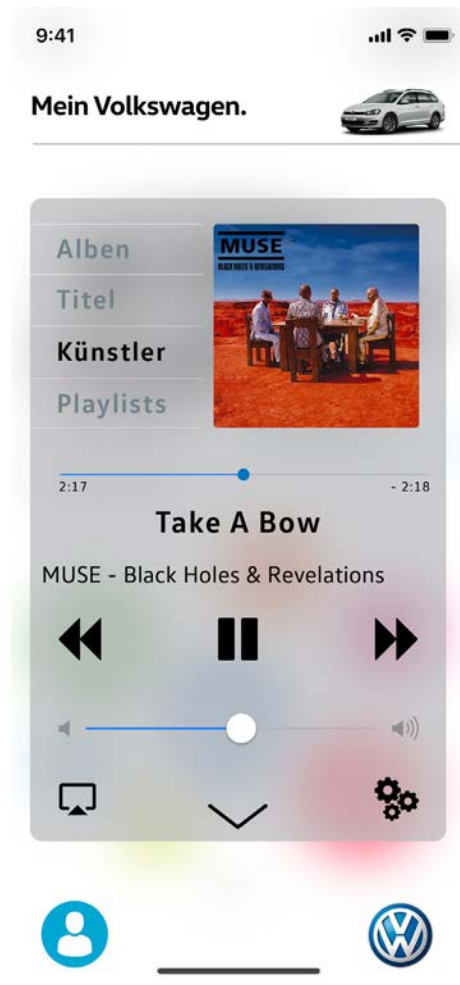 9:41
Mein Volkswagen.
Alben
Titel
Künstler
Playlists
MUSE
BLACK HOLES & REVELATIONS
2:17
- 2:18
Take A Bow
MUSE - Black Holes & Revelations
VW